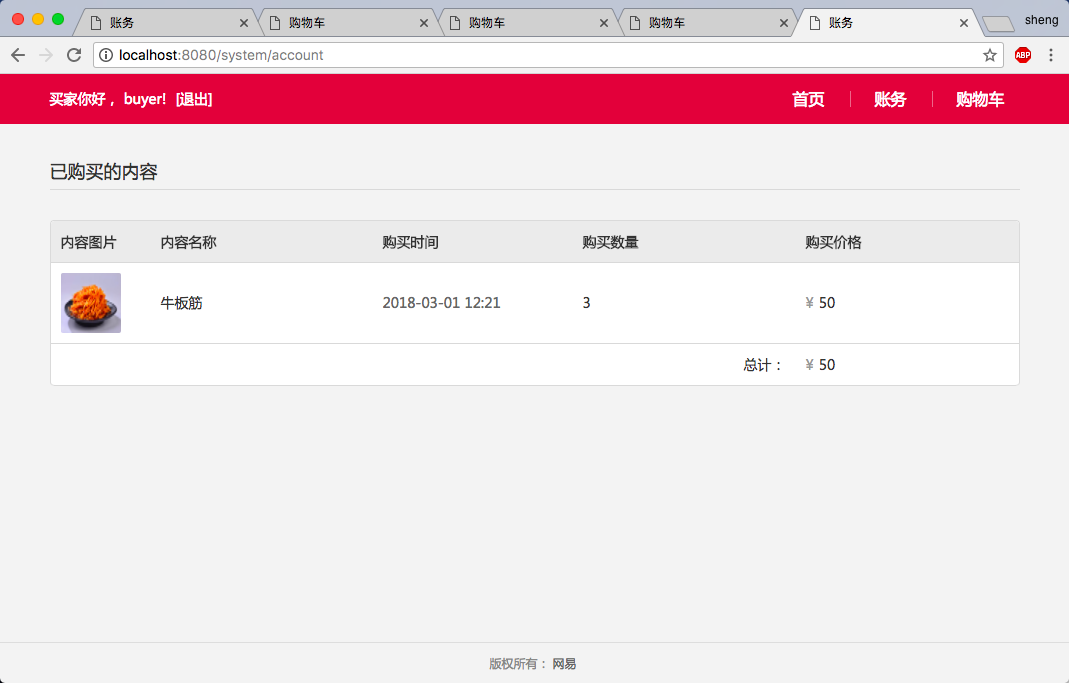 账务 购物车 购物车 购物车 账务 sheng
localhost:8080/system/account ABP
买家你好， buyer! [退出] 首页 账务 购物车
已购买的内容
内容图片 内容名称 购买时间 购买数量 购买价格
牛板筋 2018-03-01 12:21 3 ¥ 50
总计： ¥ 50
版权所有： 网易